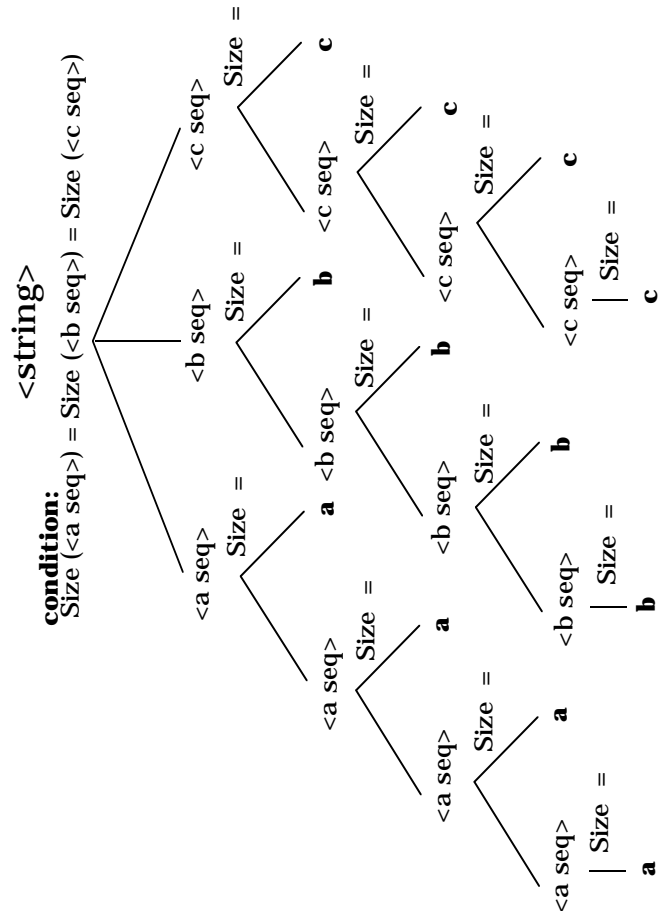 <string>
condition:
Size (<a seq>) = Size (<b seq>) = Size (<c seq>)
<a seq> <b seq> <c seq>
Size = Size = Size =
<a seq> a <b seq> b <c seq> c
Size = Size = Size =
<a seq> a <b seq> b <c seq> c
Size = Size = Size =
<a seq> a <b seq> b <c seq> c
Size = Size = Size =
a b c